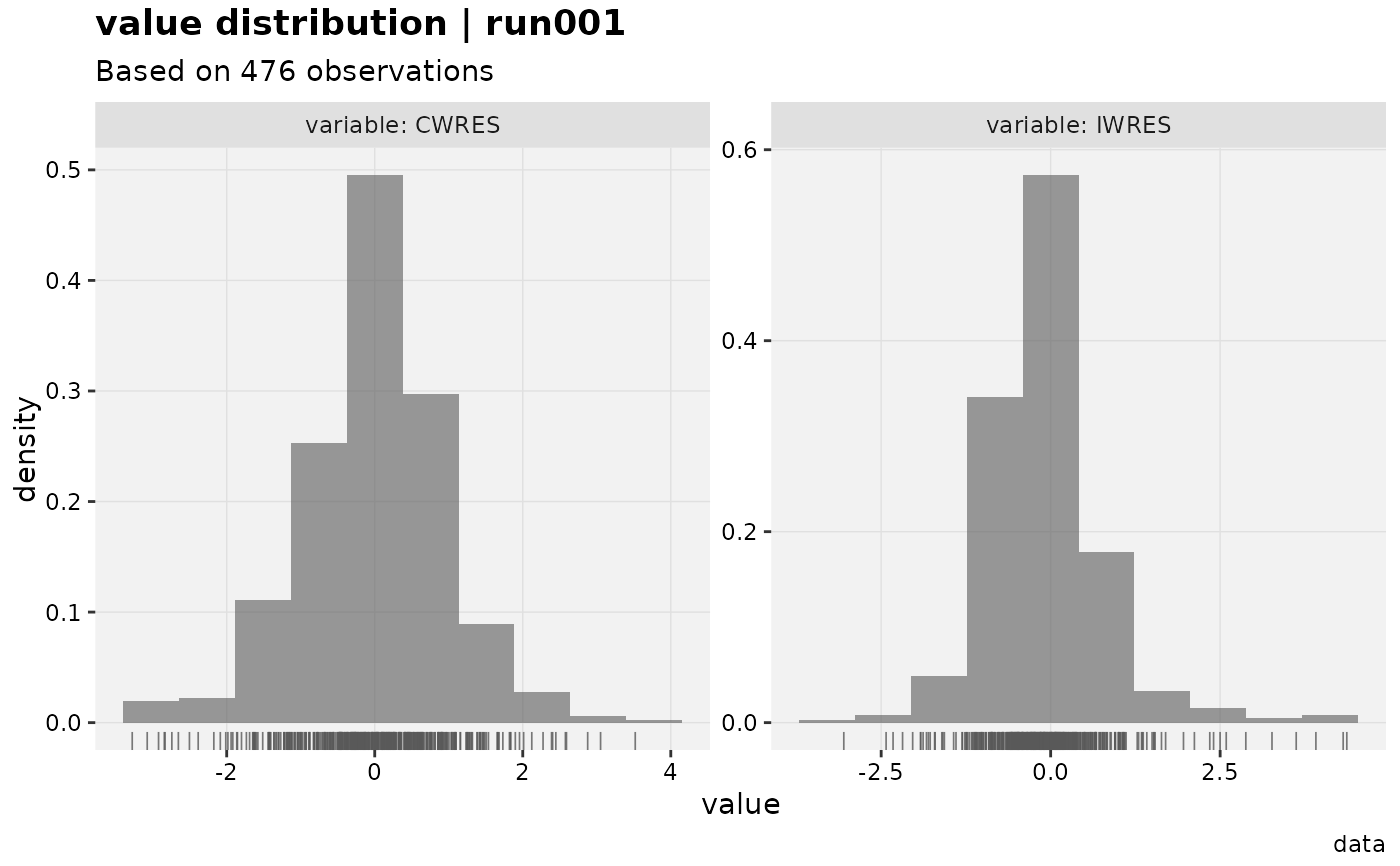 value distribution | run001
Based on 476 observations
variable: CWRES
variable: IWRES
density
0.5
0.4
0.3
0.2
0.1
0.0
-2
0
2
4
0.6
0.4
0.2
0.0
-2.5
0.0
2.5
value
data